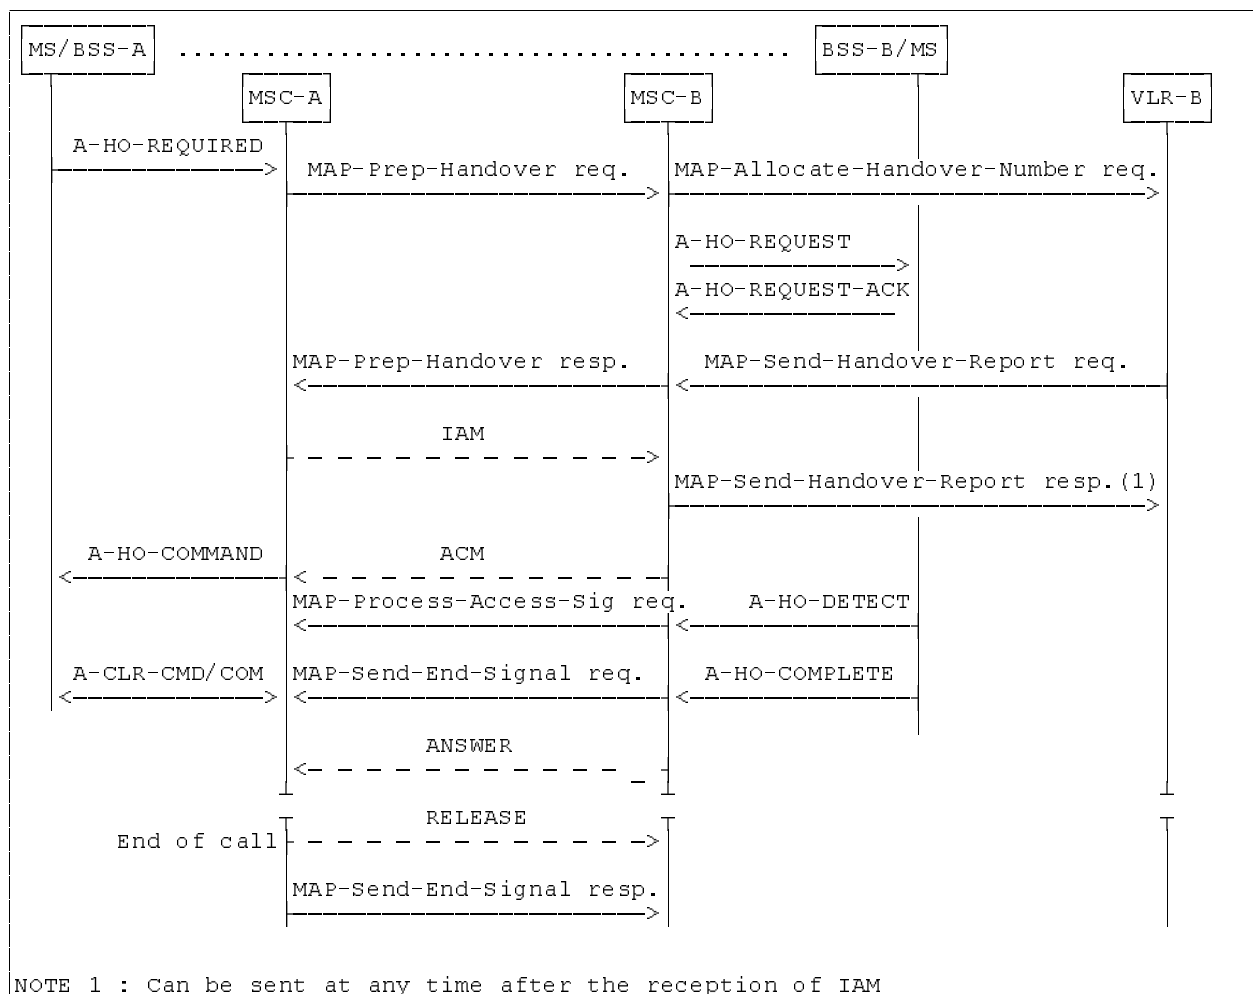 MS/BSS-A BSS-B/MS
MSC-A MSC-B VLR-B
A-HO-REQUIRED
MAP-Prep-Handover req. MAP-Allocate-Handover-Number req.
A-HO-REQUEST
A-HO-REQUEST-ACK
MAP-Prep-Handover resp. MAP-Send-Handover-Report req.
IAM
MAP-Send-Handover-Report resp.(1)
A-HO-COMMAND ACM
MAP-Process-Access-Sig req. A-HO-DETECT
A-CLR-CMD/COM MAP-Send-End-Signal req. A-HO-COMPLETE
ANSWER
RELEASE
End of call
MAP-Send-End-Signal resp.
NOTE 1 : Can be sent at any time after the reception of IAM